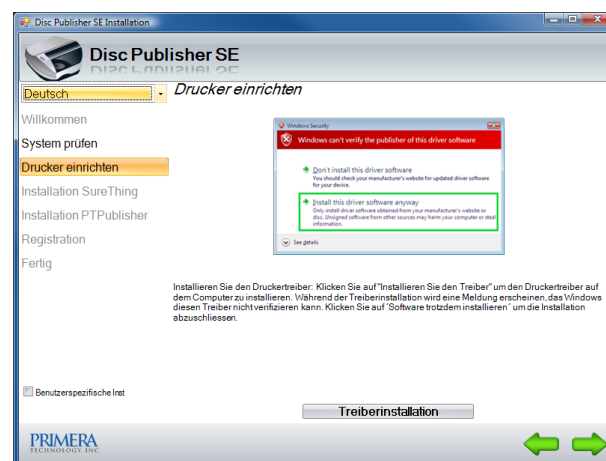 Disc Publisher SE Installation
Disc Publisher SE
Deutsch
Drucker einrichten
Willkommen
System prüfen
Drucker einrichten
Installation SureThing
Installation PTPublisher
Registration
Fertig
Windows Security
Windows can't verify the publisher of this driver software
Don't install this driver software
You should check your manufacturer's website for updated driver software
for your device.
Install this driver software anyway
Only install driver software obtained from your manufacturer's website or
disc. Unsigned software from other sources may harm your computer or steal
information.
See details
Installieren Sie den Druckertreiber: Klicken Sie auf "Installieren Sie den Treiber" um den Druckertreiber auf
dem Computer zu installieren. Während der Treiberinstallation wird eine Meldung erscheinen, das Windows
diesen Treiber nicht verifizieren kann. Klicken Sie auf ´Software trotzdem installieren´ um die Installation
abzuschliessen.
Benutzerspezifische Inst
Treiberinstallation
PRIMERA
TECHNOLOGY INC